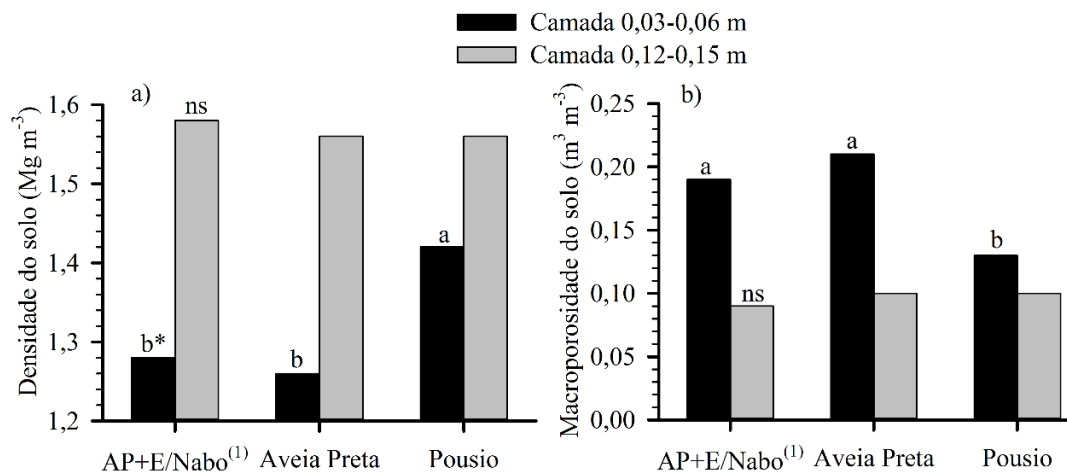 Camada 0,03-0,06 m
Camada 0,12-0,15 m
a)
Densidade do solo (Mg m⁻³)
1,6
1,5
1,4
1,3
1,2
ns
b*
b
a
AP+E/Nabo⁽¹⁾ Aveia Preta Pousio
b)
Macroporosidade do solo (m³ m⁻³)
0,25
0,20
0,15
0,10
0,05
0,00
a
ns
a
b
AP+E/Nabo⁽¹⁾ Aveia Preta Pousio